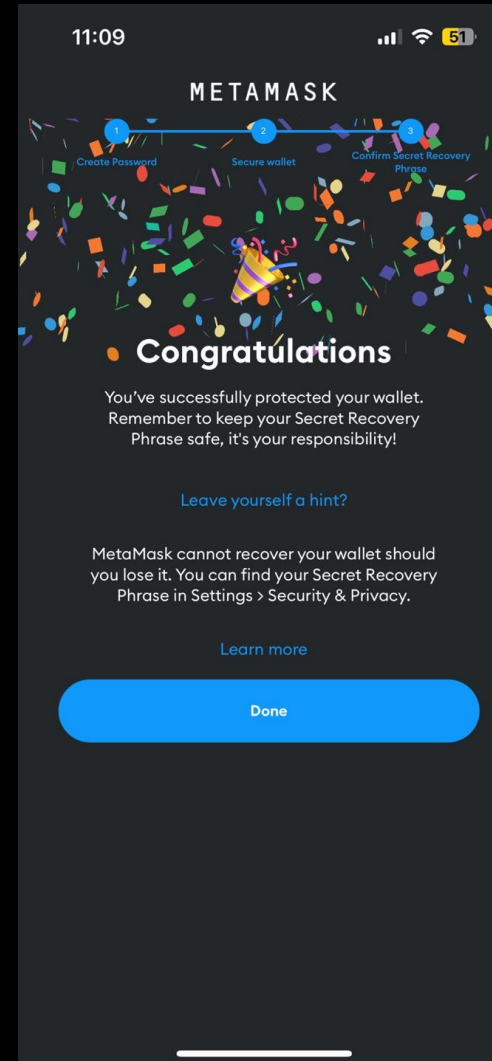 11:09
51
METAMASK
1
2
3
Create Password
Secure wallet
Confirm Secret Recovery
Phrase
Congratulations
You’ve successfully protected your wallet.
Remember to keep your Secret Recovery
Phrase safe, it's your responsibility!
Leave yourself a hint?
MetaMask cannot recover your wallet should
you lose it. You can find your Secret Recovery
Phrase in Settings > Security & Privacy.
Learn more
Done